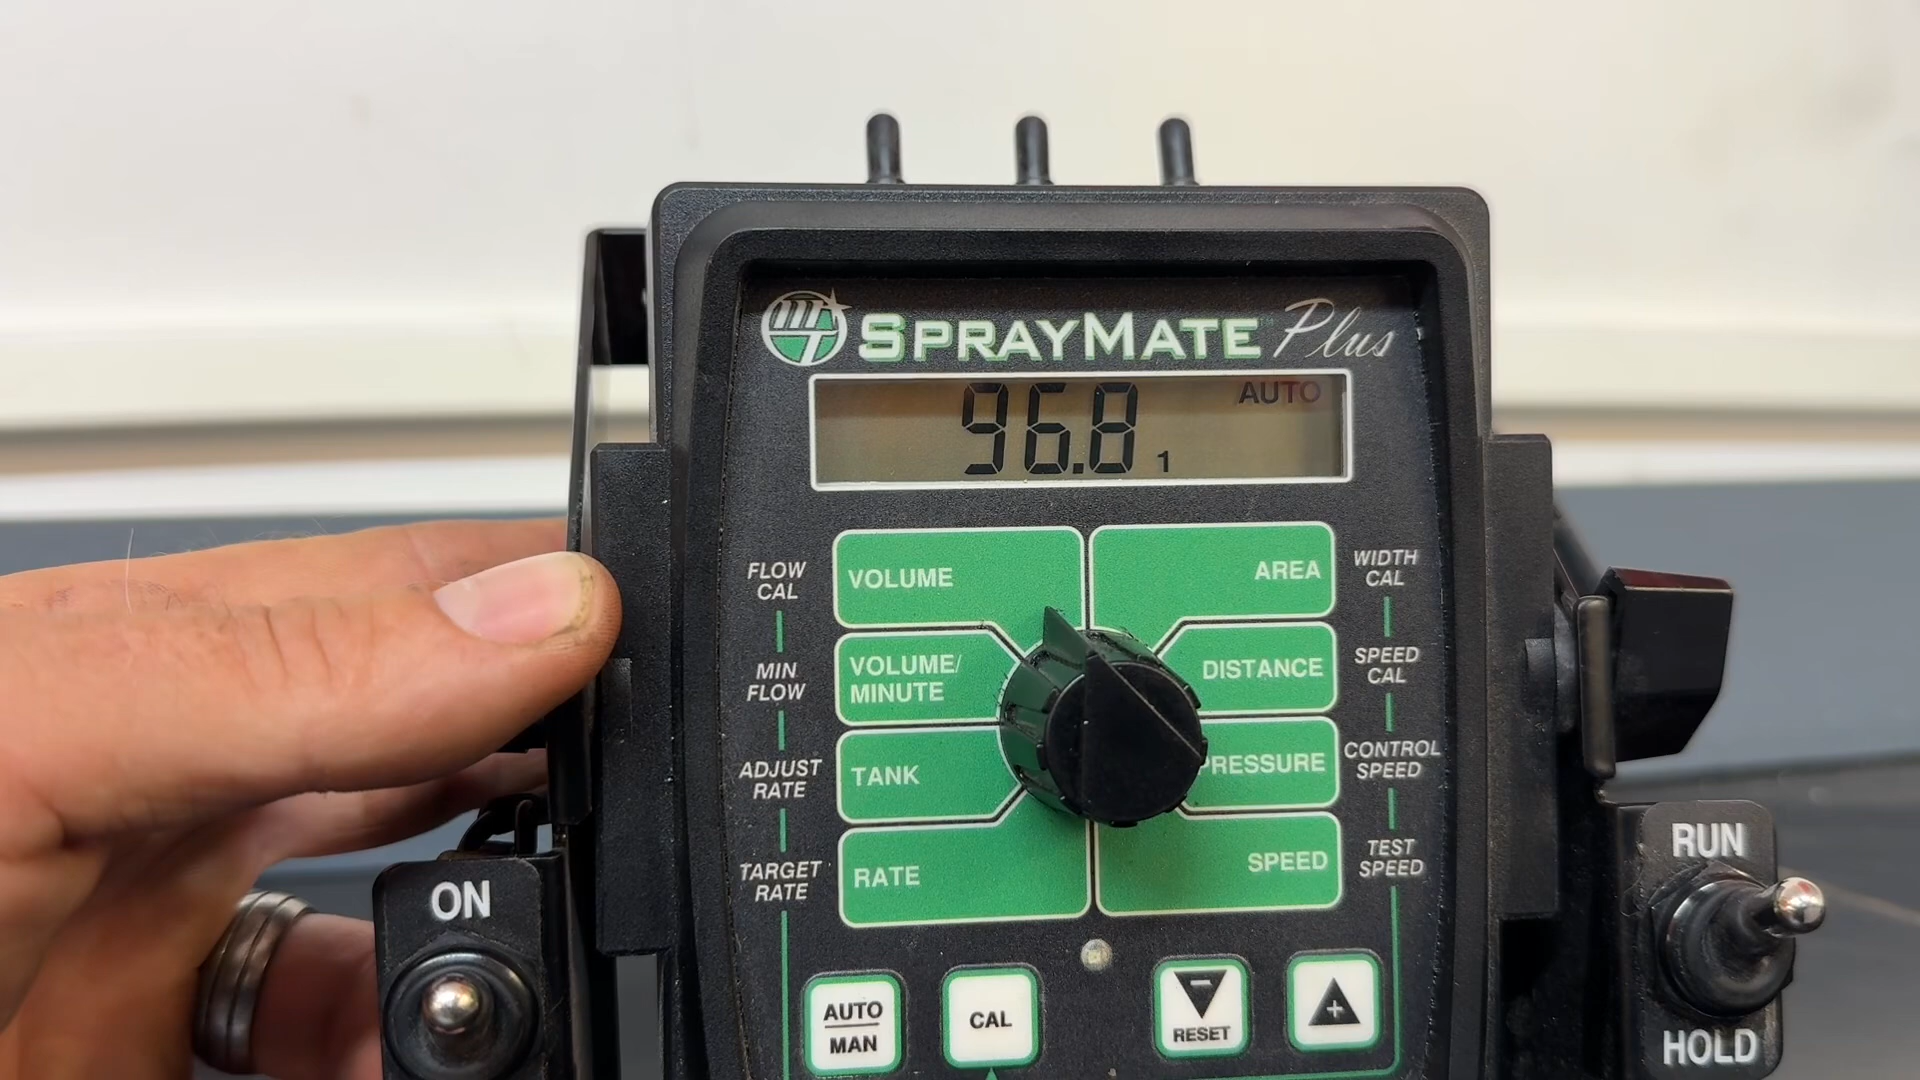 SPRAYMATE Plus
AUTO
96.8 1
FLOW
CAL
VOLUME
AREA
WIDTH
CAL
MIN
FLOW
VOLUME/
MINUTE
DISTANCE
SPEED
CAL
ADJUST
RATE
TANK
PRESSURE
CONTROL
SPEED
TARGET
RATE
RATE
SPEED
TEST
SPEED
ON
RUN
HOLD
AUTO
MAN
CAL
−
RESET
+